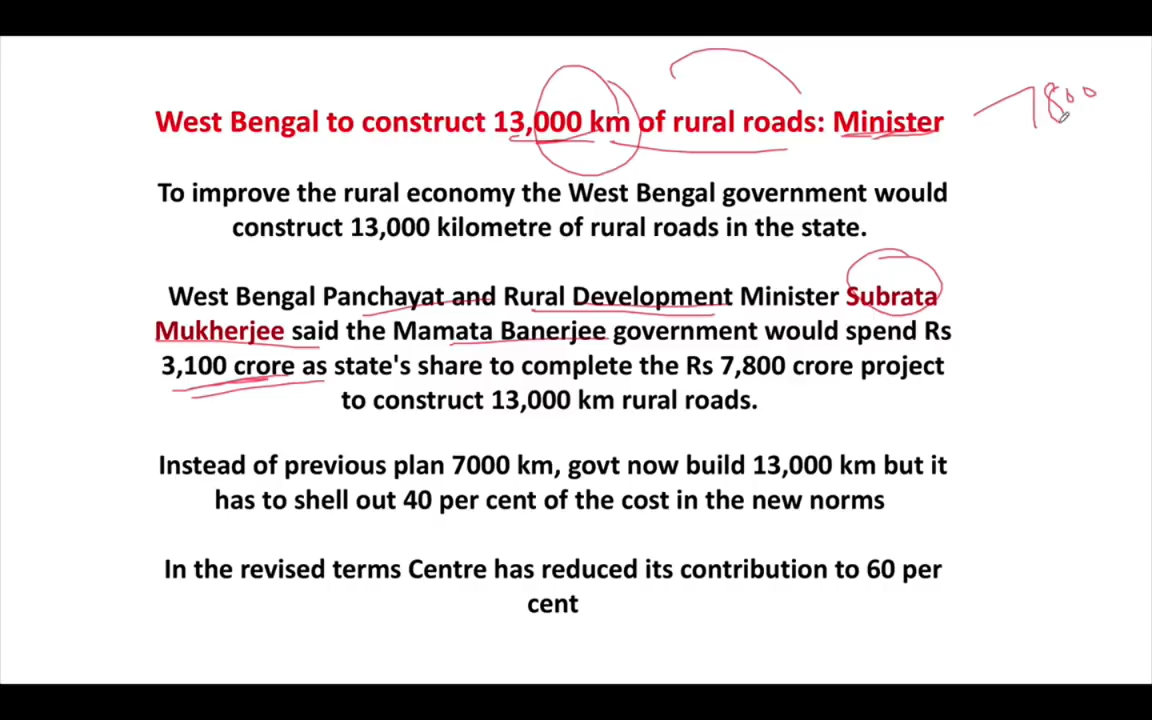 West Bengal to construct 13,000 km of rural roads: Minister
7800
To improve the rural economy the West Bengal government would
construct 13,000 kilometre of rural roads in the state.
West Bengal Panchayat and Rural Development Minister Subrata
Mukherjee said the Mamata Banerjee government would spend Rs
3,100 crore as state's share to complete the Rs 7,800 crore project
to construct 13,000 km rural roads.
Instead of previous plan 7000 km, govt now build 13,000 km but it
has to shell out 40 per cent of the cost in the new norms
In the revised terms Centre has reduced its contribution to 60 per
cent